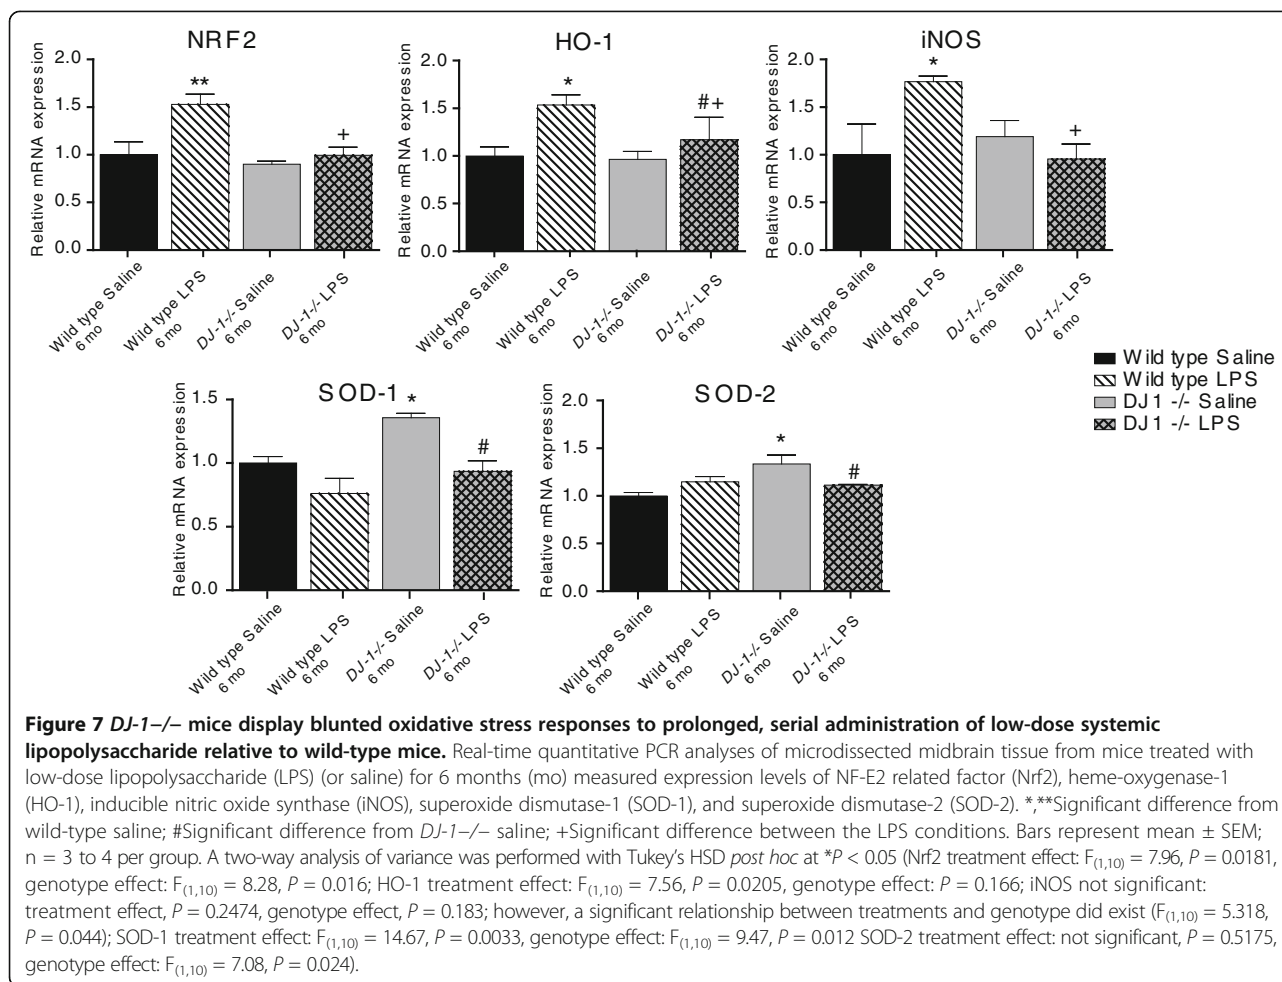 NRF2
Relative mRNA expression
2.0
1.5
1.0
0.5
0.0
**
+
Wild type Saline
6 mo
Wild type LPS
6 mo
DJ-1-/- Saline
6 mo
DJ-1-/- LPS
6 mo
HO-1
Relative mRNA expression
2.0
1.5
1.0
0.5
0.0
*
#+
Wild type Saline
6 mo
Wild type LPS
6 mo
DJ-1-/- Saline
6 mo
DJ-1-/- LPS
6 mo
iNOS
Relative mRNA expression
2.0
1.5
1.0
0.5
0.0
*
+
Wild type Saline
6 mo
Wild type LPS
6 mo
DJ-1-/- Saline
6 mo
DJ-1-/- LPS
6 mo
Wild type Saline
Wild type LPS
DJ1 -/- Saline
DJ1 -/- LPS
SOD-1
Relative mRNA expression
1.5
1.0
0.5
0.0
*
#
Wild type Saline
6 mo
Wild type LPS
6 mo
DJ-1-/- Saline
6 mo
DJ-1-/- LPS
6 mo
SOD-2
Relative mRNA expression
2.0
1.5
1.0
0.5
0.0
*
#
Wild type Saline
6 mo
Wild type LPS
6 mo
DJ-1-/- Saline
6 mo
DJ-1-/- LPS
6 mo
Figure 7 DJ-1−/− mice display blunted oxidative stress responses to prolonged, serial administration of low-dose systemic
lipopolysaccharide relative to wild-type mice. Real-time quantitative PCR analyses of microdissected midbrain tissue from mice treated with
low-dose lipopolysaccharide (LPS) (or saline) for 6 months (mo) measured expression levels of NF-E2 related factor (Nrf2), heme-oxygenase-1
(HO-1), inducible nitric oxide synthase (iNOS), superoxide dismutase-1 (SOD-1), and superoxide dismutase-2 (SOD-2). *,**Significant difference from
wild-type saline; #Significant difference from DJ-1−/− saline; +Significant difference between the LPS conditions. Bars represent mean ± SEM;
n = 3 to 4 per group. A two-way analysis of variance was performed with Tukey's HSD post hoc at *P < 0.05 (Nrf2 treatment effect: F(1,10) = 7.96, P = 0.0181,
genotype effect: F(1,10) = 8.28, P = 0.016; HO-1 treatment effect: F(1,10) = 7.56, P = 0.0205, genotype effect: P = 0.166; iNOS not significant:
treatment effect, P = 0.2474, genotype effect, P = 0.183; however, a significant relationship between treatments and genotype did exist (F(1,10) = 5.318,
P = 0.044); SOD-1 treatment effect: F(1,10) = 14.67, P = 0.0033, genotype effect: F(1,10) = 9.47, P = 0.012 SOD-2 treatment effect: not significant, P = 0.5175,
genotype effect: F(1,10) = 7.08, P = 0.024).